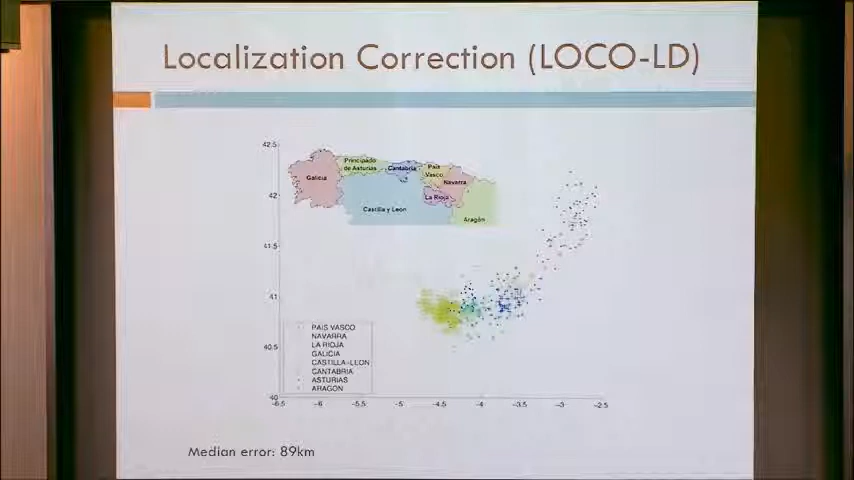 Localization Correction (LOCO-LD)
42.5
42
41.5
41
40.5
40
-6.5 -6 -5.5 -5 -4.5 -4 -3.5 -3 -2.5
Galicia
Principado
de Asturias
Cantabria
País
Vasco
Navarra
La Rioja
Castilla y Leon
Aragón
PAIS VASCO
NAVARRA
LA RIOJA
GALICIA
CASTILLA-LEON
CANTABRIA
ASTURIAS
ARAGON
Median error: 89km